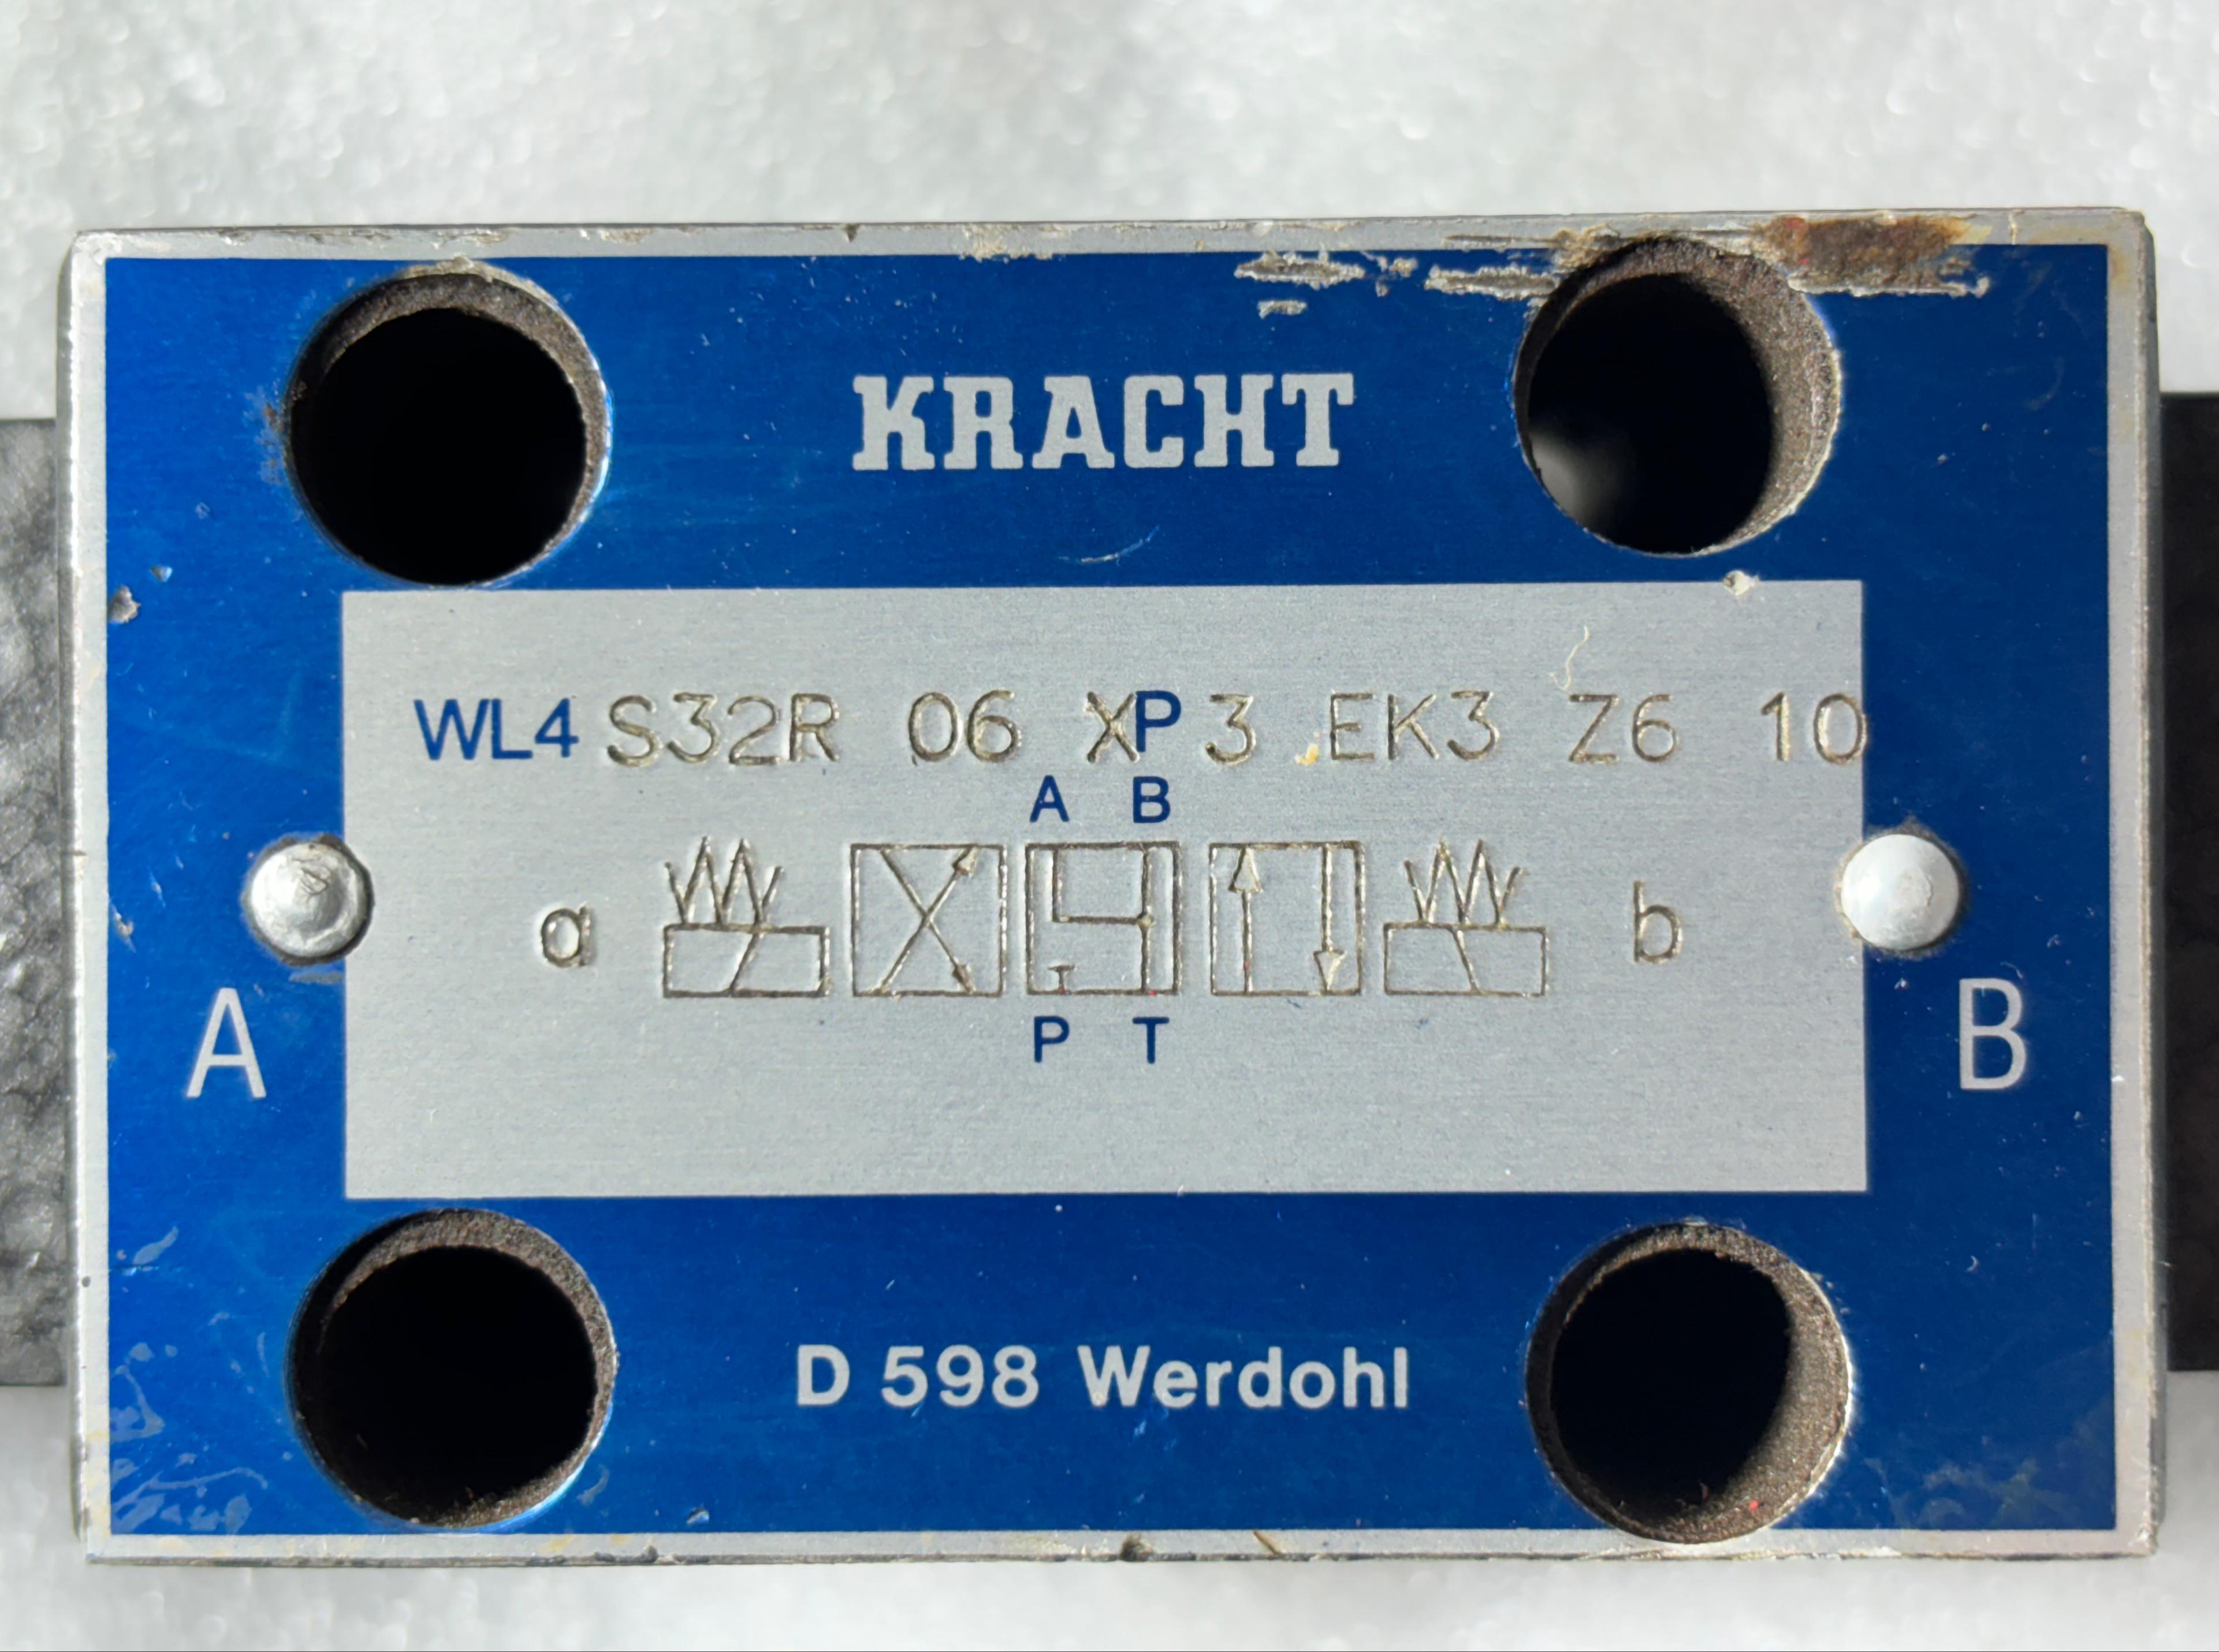 KRACHT
WL4 S32R 06 XP 3 EK3 Z6 10
A B
a b
P T
A B
D 598 Werdohl